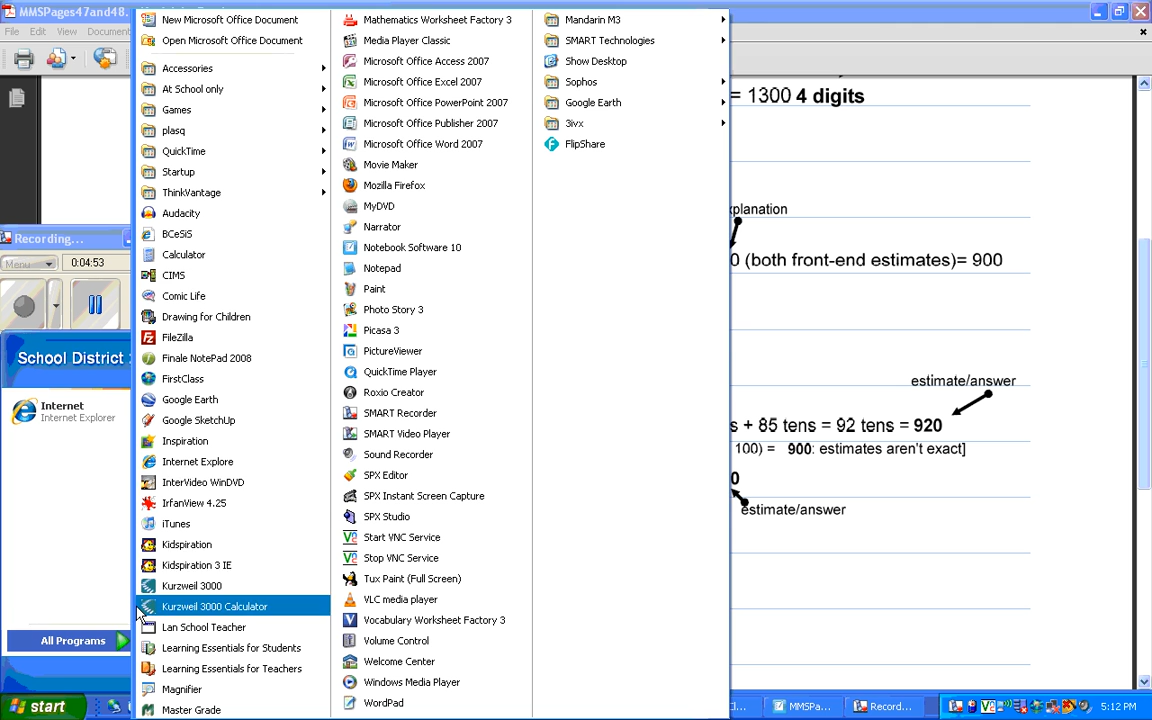 MMSPages47and48.
File Edit View Document
Recording...
Menu
0:04:53
School District
Internet
Internet Explorer
All Programs
New Microsoft Office Document
Open Microsoft Office Document
Accessories
At School only
Games
plasq
QuickTime
Startup
ThinkVantage
Audacity
BCeSiS
Calculator
CIMS
Comic Life
Drawing for Children
FileZilla
Finale NotePad 2008
FirstClass
Google Earth
Google SketchUp
Inspiration
Internet Explore
InterVideo WinDVD
IrfanView 4.25
iTunes
Kidspiration
Kidspiration 3 IE
Kurzweil 3000
Kurzweil 3000 Calculator
Lan School Teacher
Learning Essentials for Students
Learning Essentials for Teachers
Magnifier
Master Grade
Mathematics Worksheet Factory 3
Media Player Classic
Microsoft Office Access 2007
Microsoft Office Excel 2007
Microsoft Office PowerPoint 2007
Microsoft Office Publisher 2007
Microsoft Office Word 2007
Movie Maker
Mozilla Firefox
MyDVD
Narrator
Notebook Software 10
Notepad
Paint
Photo Story 3
Picasa 3
PictureViewer
QuickTime Player
Roxio Creator
SMART Recorder
SMART Video Player
Sound Recorder
SPX Editor
SPX Instant Screen Capture
SPX Studio
Start VNC Service
Stop VNC Service
Tux Paint (Full Screen)
VLC media player
Vocabulary Worksheet Factory 3
Volume Control
Welcome Center
Windows Media Player
WordPad
Mandarin M3
SMART Technologies
Show Desktop
Sophos
Google Earth
3ivx
FlipShare
= 1300 4 digits
xplanation
0 (both front-end estimates)= 900
estimate/answer
s + 85 tens = 92 tens = 920
100) = 900: estimates aren't exact]
0
estimate/answer
start
Cl...
MMSPa...
Record...
5:12 PM